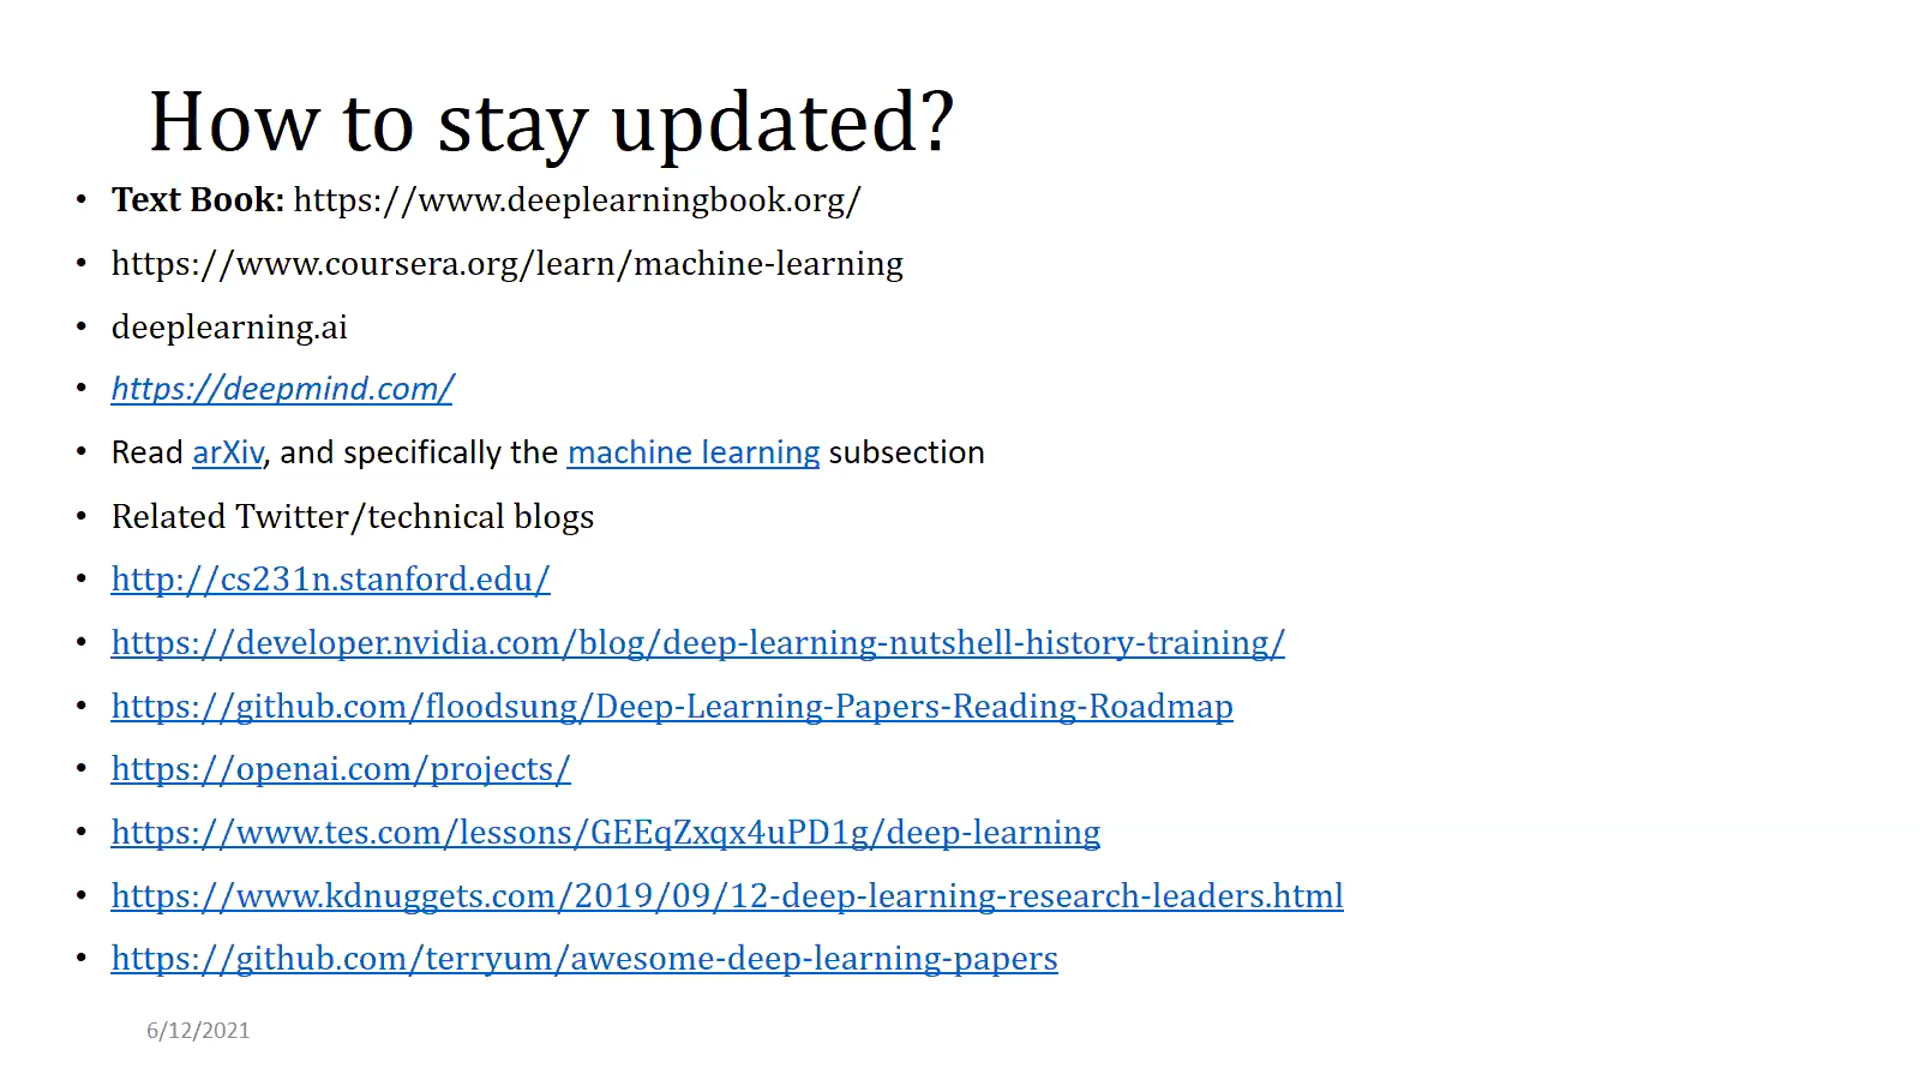 How to stay updated?
• Text Book: https://www.deeplearningbook.org/
• https://www.coursera.org/learn/machine-learning
• deeplearning.ai
• https://deepmind.com/
• Read arXiv, and specifically the machine learning subsection
• Related Twitter/technical blogs
• http://cs231n.stanford.edu/
• https://developer.nvidia.com/blog/deep-learning-nutshell-history-training/
• https://github.com/floodsung/Deep-Learning-Papers-Reading-Roadmap
• https://openai.com/projects/
• https://www.tes.com/lessons/GEEqZxqx4uPD1g/deep-learning
• https://www.kdnuggets.com/2019/09/12-deep-learning-research-leaders.html
• https://github.com/terryum/awesome-deep-learning-papers
6/12/2021